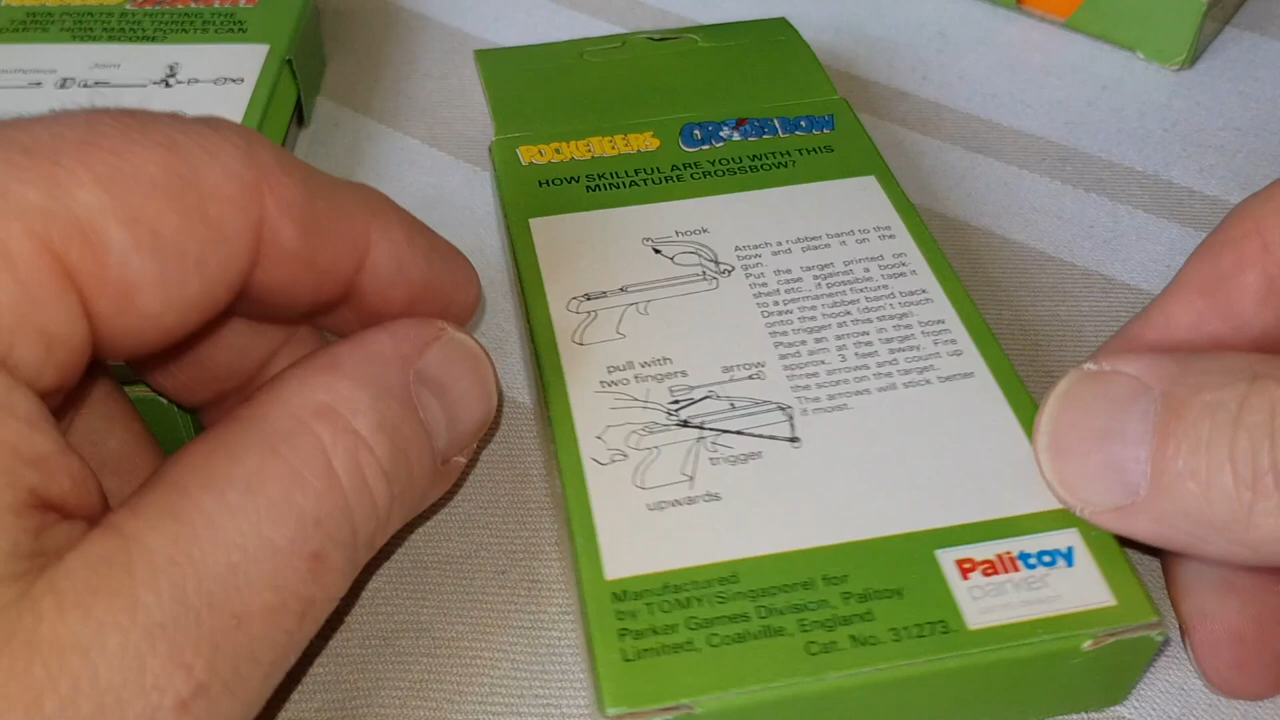 WIN POINTS BY HITTING THE
TARGET WITH THE THREE BLOW
DARTS. HOW MANY POINTS CAN
YOU SCORE?
Joint
POCKETEERS CROSSBOW
HOW SKILLFUL ARE YOU WITH THIS
MINIATURE CROSSBOW?
hook
Attach a rubber band to the
bow and place it on the
gun.
Put the target printed on
the case against a book-
shelf etc., if possible, tape it
to a permanent fixture.
Draw the rubber band back
onto the hook (don't touch
the trigger at this stage).
Place an arrow in the bow
and aim at the target from
approx. 3 feet away. Fire
three arrows and count up
the score on the target.
The arrows will stick better
if moist.
pull with
two fingers
arrow
trigger
upwards
Manufactured
by TOMY (Singapore) for
Parker Games Division, Palitoy
Limited, Coalville, England
Cat. No. 31273.
Palitoy
parker